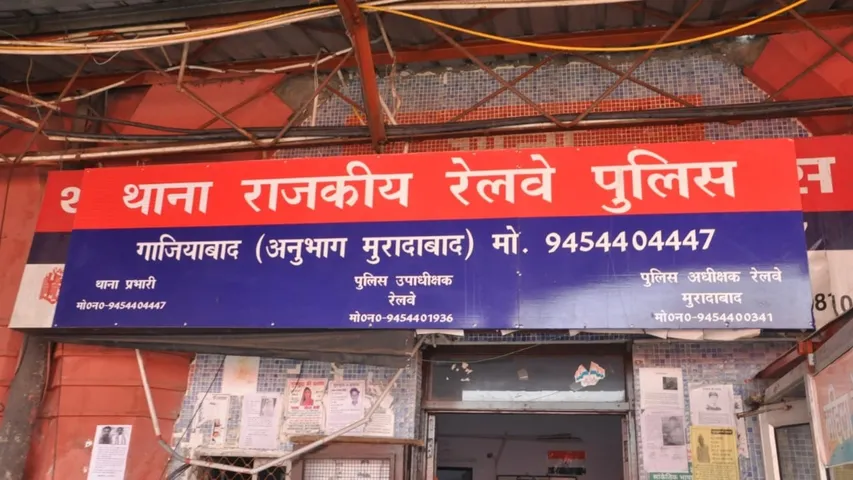 थाना राजकीय रेलवे पुलिस
गाजियाबाद (अनुभाग मुरादाबाद) मो. 9454404447
थाना प्रभारी
मो०न०-9454404447
पुलिस उपाधीक्षक
रेलवे
मो०न०-9454401936
पुलिस अधीक्षक रेलवे
मुरादाबाद
मो०न०-9454400341